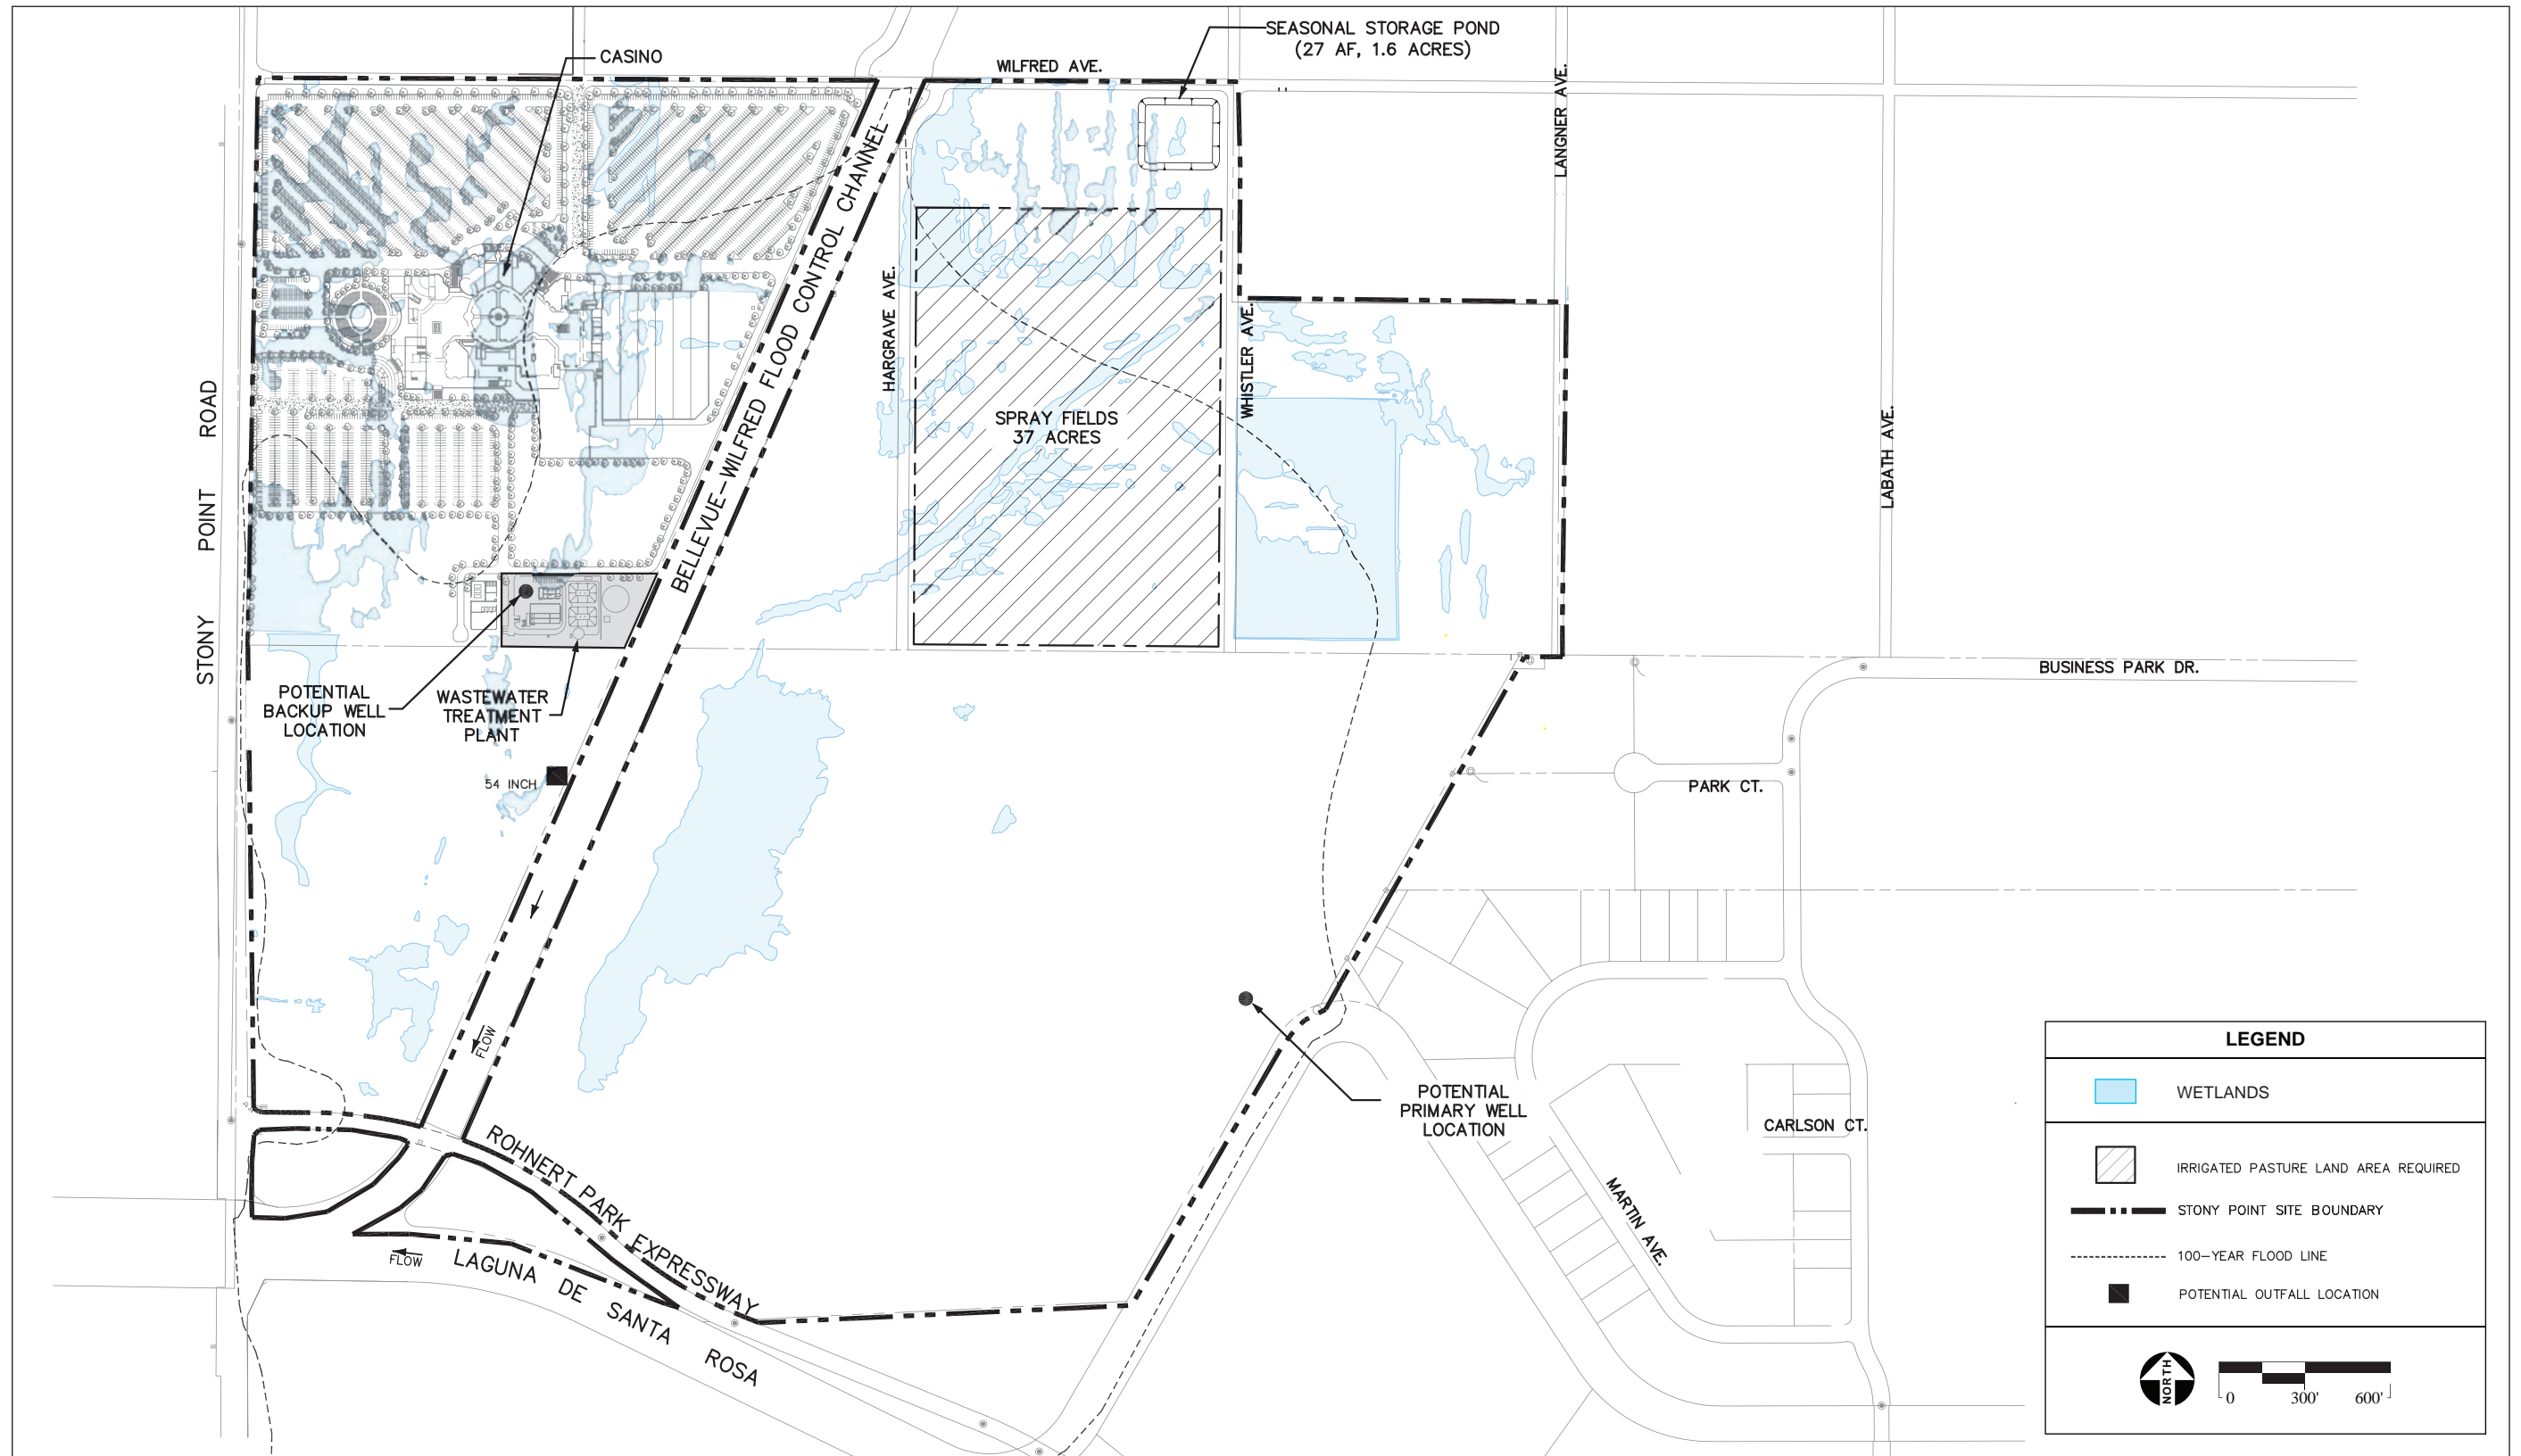 SEASONAL STORAGE POND
(27 AF, 1.6 ACRES)
CASINO
WILFRED AVE.
LANGNER AVE.
BELLEVUE-WILFRED FLOOD CONTROL CHANNEL
HARGRAVE AVE.
WHISTLER AVE.
STONY POINT ROAD
SPRAY FIELDS
37 ACRES
LABATH AVE.
BUSINESS PARK DR.
POTENTIAL
BACKUP WELL
LOCATION
WASTEWATER
TREATMENT
PLANT
54 INCH
PARK CT.
FLOW
POTENTIAL
PRIMARY WELL
LOCATION
CARLSON CT.
MARTIN AVE.
ROHNERT PARK EXPRESSWAY
FLOW
LAGUNA DE SANTA ROSA
LEGEND
WETLANDS
IRRIGATED PASTURE LAND AREA REQUIRED
STONY POINT SITE BOUNDARY
100-YEAR FLOOD LINE
POTENTIAL OUTFALL LOCATION
NORTH
0 300' 600'